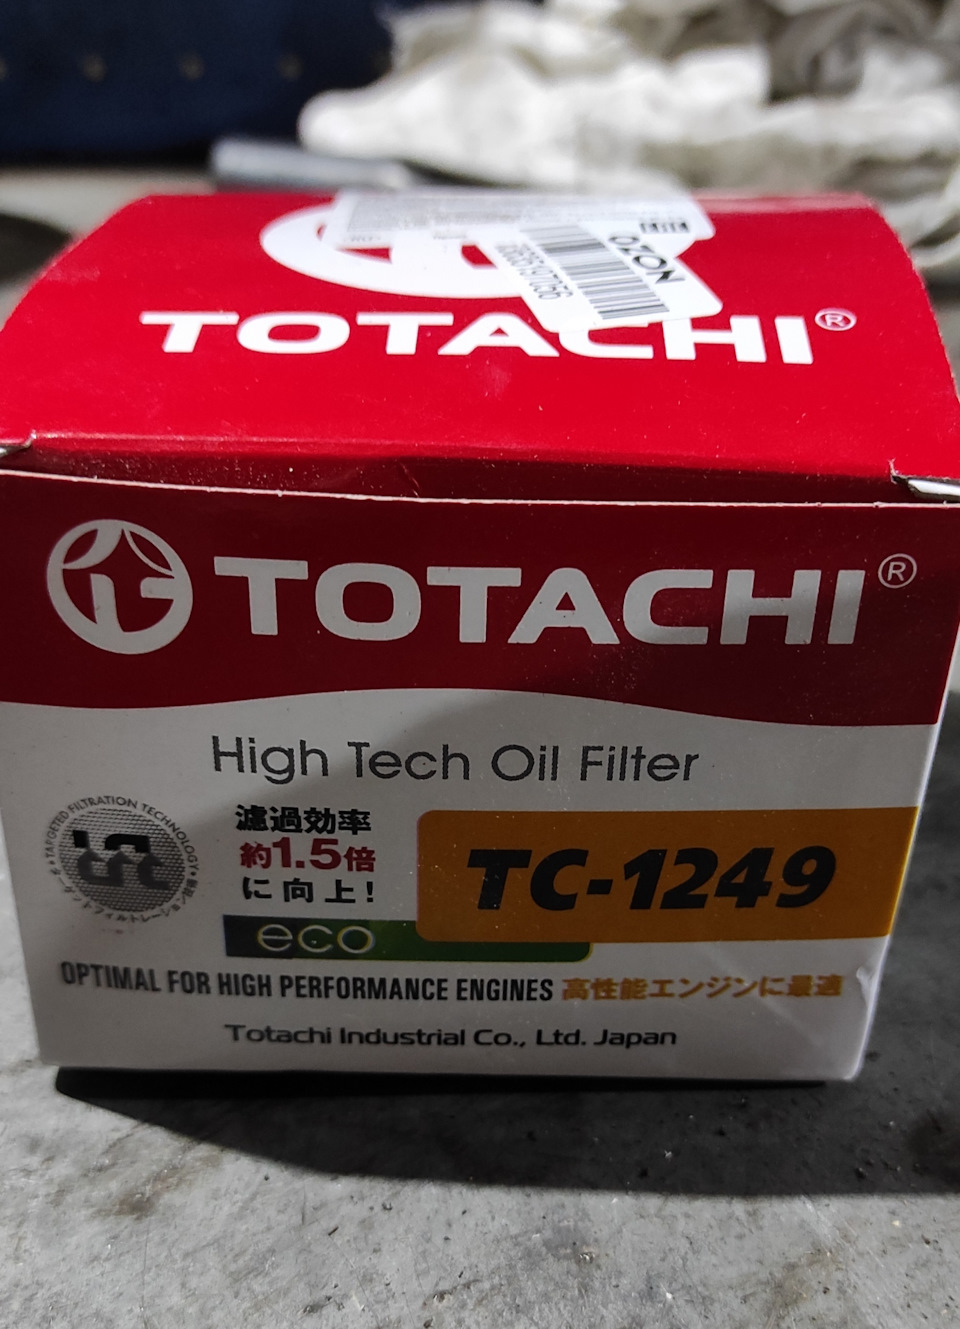 OZON
TOTACHI®
TOTACHI®
High Tech Oil Filter
濾過効率
約1.5倍
に向上!
TC-1249
eco
OPTIMAL FOR HIGH PERFORMANCE ENGINES 高性能エンジンに最適
Totachi Industrial Co., Ltd. Japan